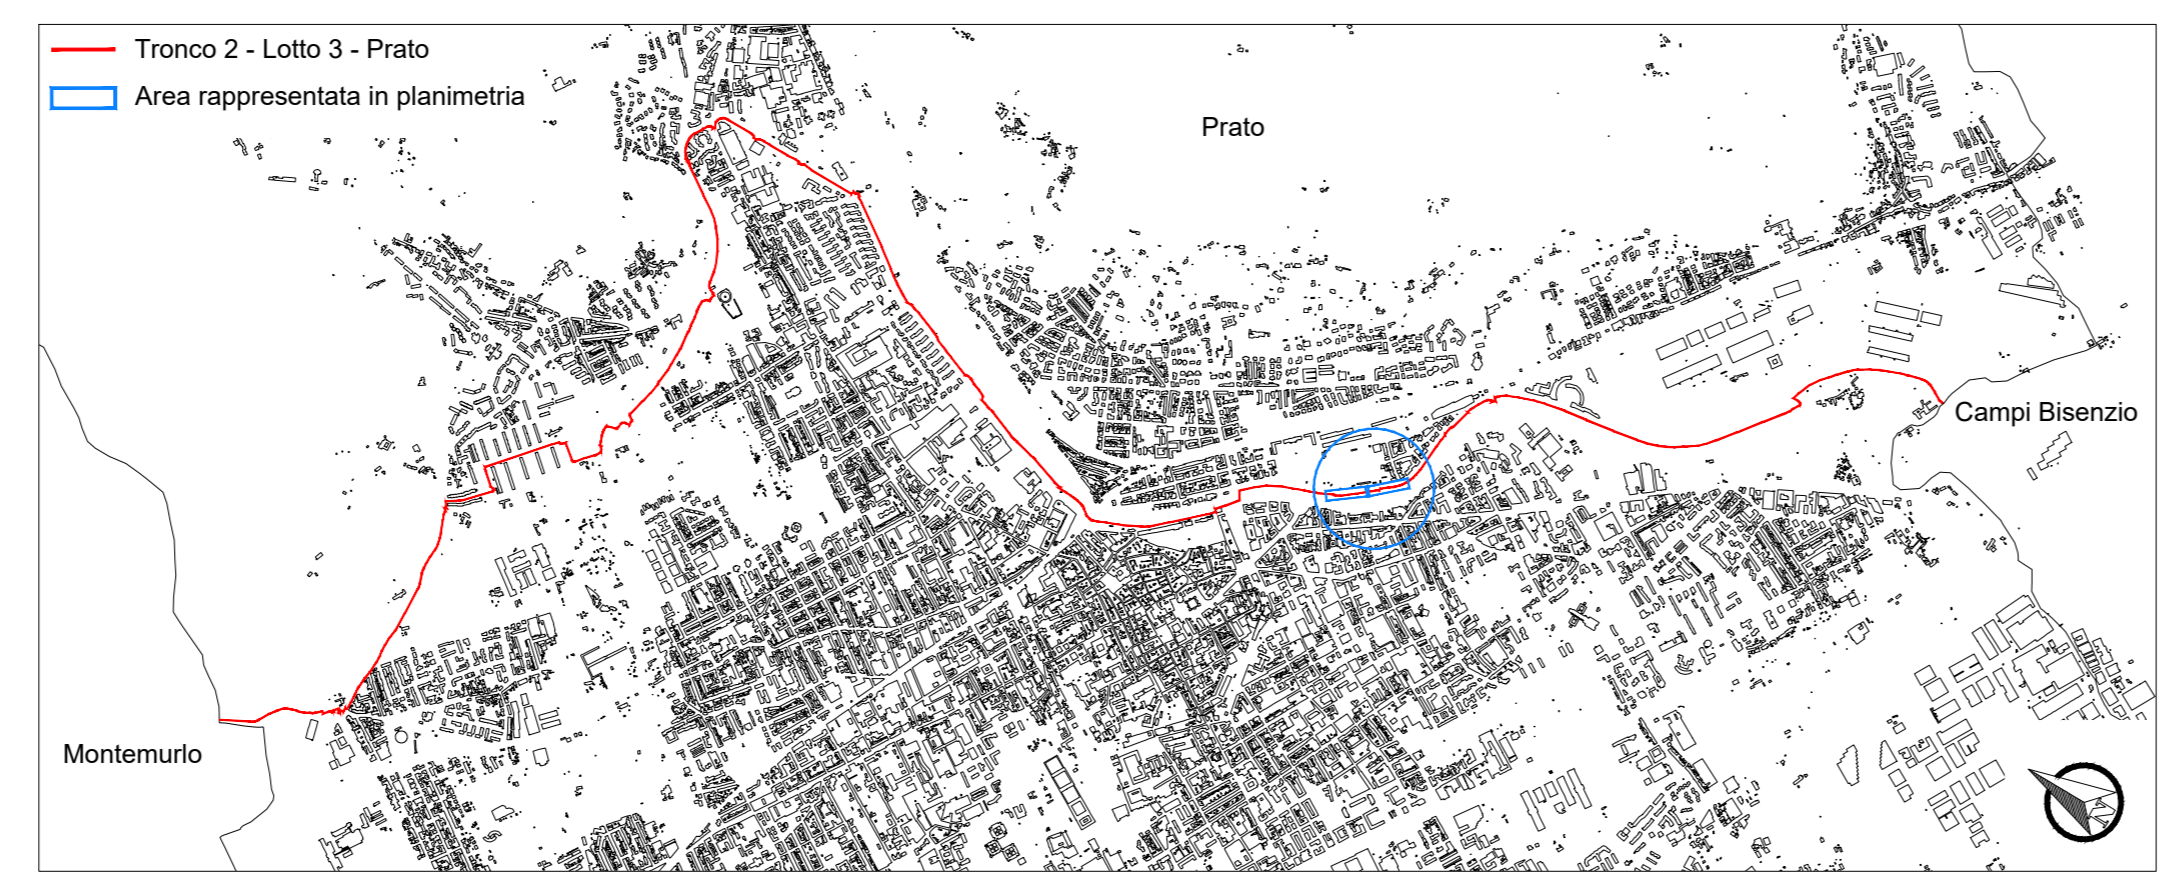 Tronco 2 - Lotto 3 - Prato
Area rappresentata in planimetria
Prato
Campi Bisenzio
Montemurlo
N